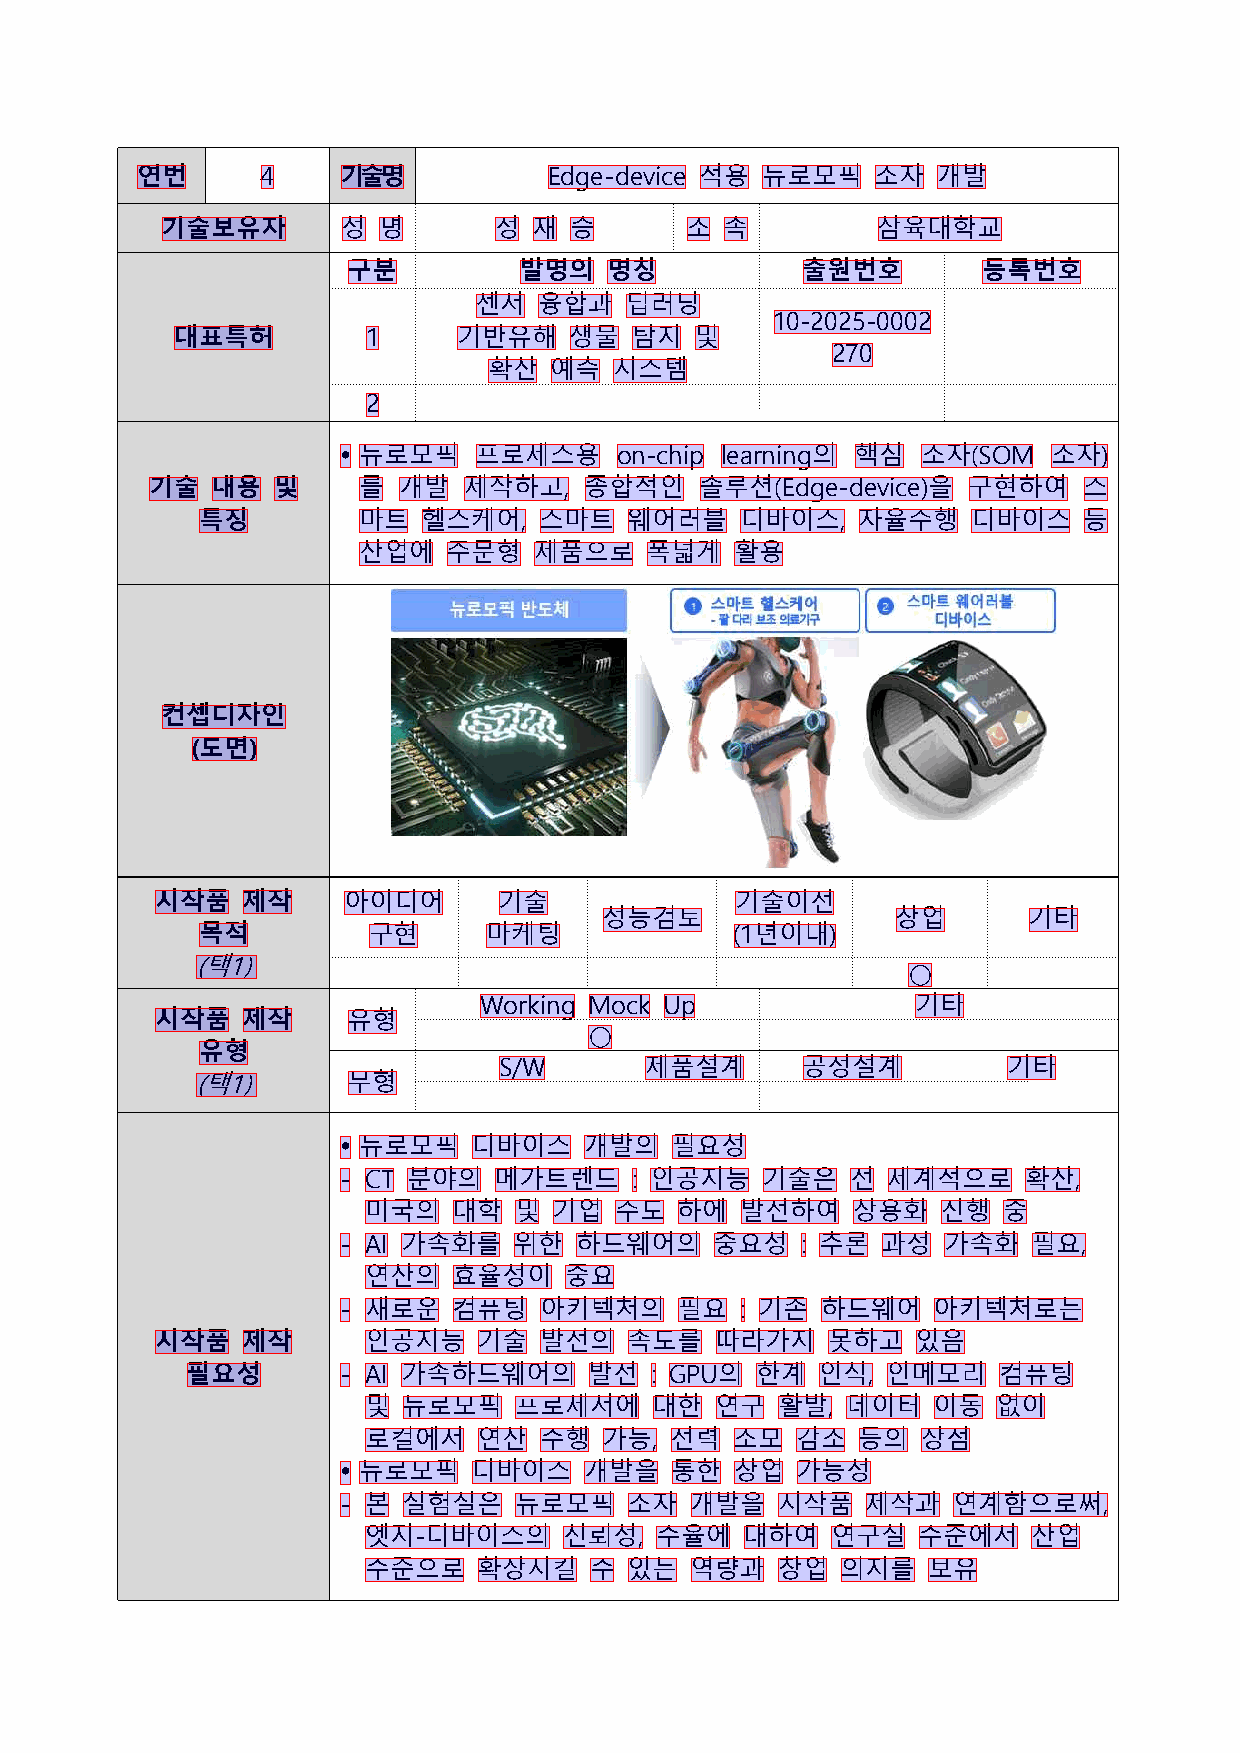 연번 4 기술명 Edge-device 적용 뉴로모픽 소자 개발
기술보유자 성 명 성 재 승 소 속 삼육대학교
대표특허 구분 발명의 명칭 출원번호 등록번호
1 센서 융합과 딥러닝
기반유해 생물 탐지 및
확산 예측 시스템
10-2025-0002
270
2
기술 내용 및
특징
• 뉴로모픽 프로세스용 on-chip learning의 핵심 소자(SOM 소자)
를 개발 제작하고, 종합적인 솔루션(Edge-device)을 구현하여 스
마트 헬스케어, 스마트 웨어러블 디바이스, 자율수행 디바이스 등
산업에 주문형 제품으로 폭넓게 활용
컨셉디자인
(도면)
뉴로모픽 반도체
1 스마트 헬스케어
- 팔 다리 보조 의료기구
2 스마트 웨어러블
디바이스
시작품 제작
목적
(택1)
아이디어
구현
기술
마케팅
성능검토
기술이전
(1년이내)
상업
기타
○
시작품 제작
유형
(택1)
유형
Working Mock Up 기타
○
무형
S/W 제품설계 공정설계 기타
시작품 제작
필요성
• 뉴로모픽 디바이스 개발의 필요성
- CT 분야의 메가트렌드 : 인공지능 기술은 전 세계적으로 확산,
미국의 대학 및 기업 주도 하에 발전하여 상용화 진행 중
- AI 가속화를 위한 하드웨어의 중요성 : 추론 과정 가속화 필요,
연산의 효율성이 중요
- 새로운 컴퓨팅 아키텍처의 필요 : 기존 하드웨어 아키텍처로는
인공지능 기술 발전의 속도를 따라가지 못하고 있음
- AI 가속하드웨어의 발전 : GPU의 한계 인식, 인메모리 컴퓨팅
및 뉴로모픽 프로세서에 대한 연구 활발, 데이터 이동 없이
로컬에서 연산 수행 가능, 전력 소모 감소 등의 장점
• 뉴로모픽 디바이스 개발을 통한 상업 가능성
- 본 실험실은 뉴로모픽 소자 개발을 시작품 제작과 연계함으로써,
엣지-디바이스의 신뢰성, 수율에 대하여 연구실 수준에서 산업
수준으로 확장시킬 수 있는 역량과 창업 의지를 보유